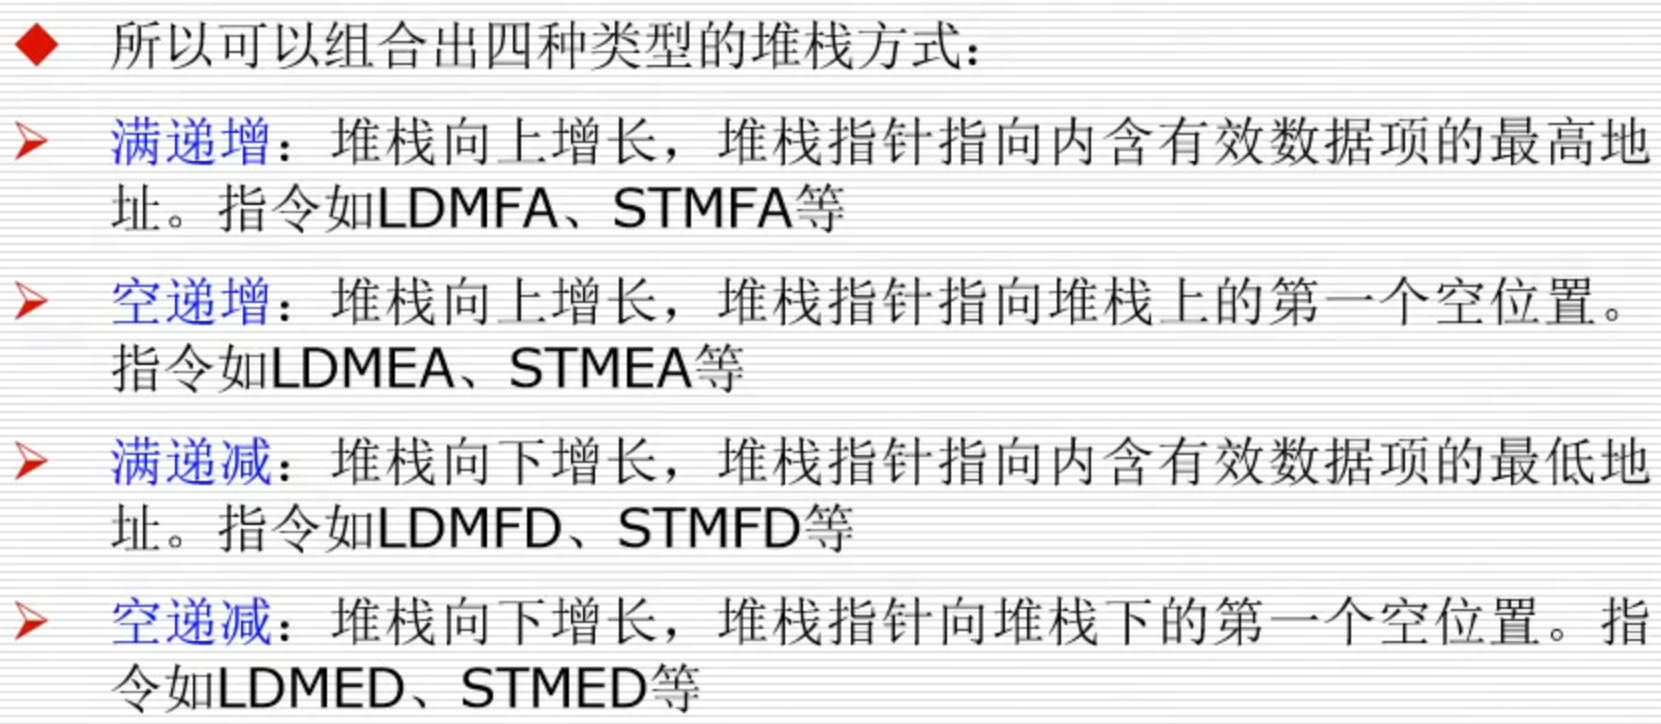 所以可以组合出四种类型的堆栈方式：
满递增：堆栈向上增长，堆栈指针指向内含有效数据项的最高地
址。指令如LDMFA、STMFA等
空递增：堆栈向上增长，堆栈指针指向堆栈上的第一个空位置。
指令如LDMEA、STMEA等
满递减：堆栈向下增长，堆栈指针指向内含有效数据项的最低地
址。指令如LDMFD、STMFD等
空递减：堆栈向下增长，堆栈指针向堆栈下的第一个空位置。指
令如LDMED、STMED等